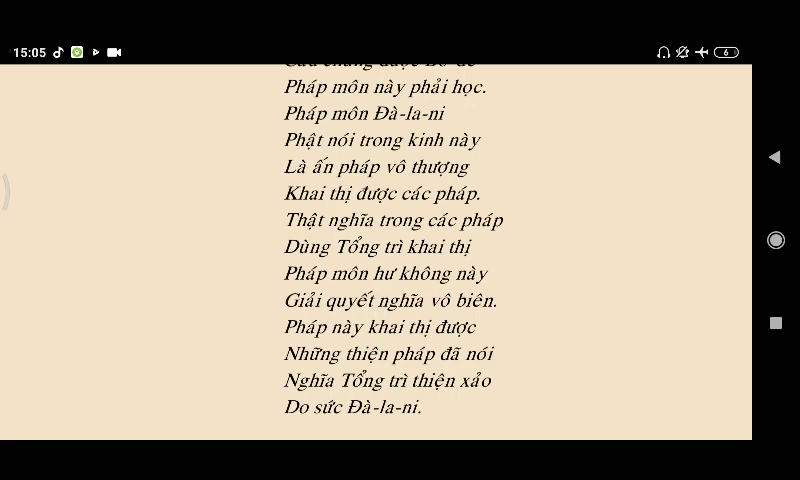 15:05
6
Pháp môn này phải học.
Pháp môn Đà-la-ni
Phật nói trong kinh này
Là ấn pháp vô thượng
Khai thị được các pháp.
Thật nghĩa trong các pháp
Dùng Tổng trì khai thị
Pháp môn hư không này
Giải quyết nghĩa vô biên.
Pháp này khai thị được
Những thiện pháp đã nói
Nghĩa Tổng trì thiện xảo
Do sức Đà-la-ni.